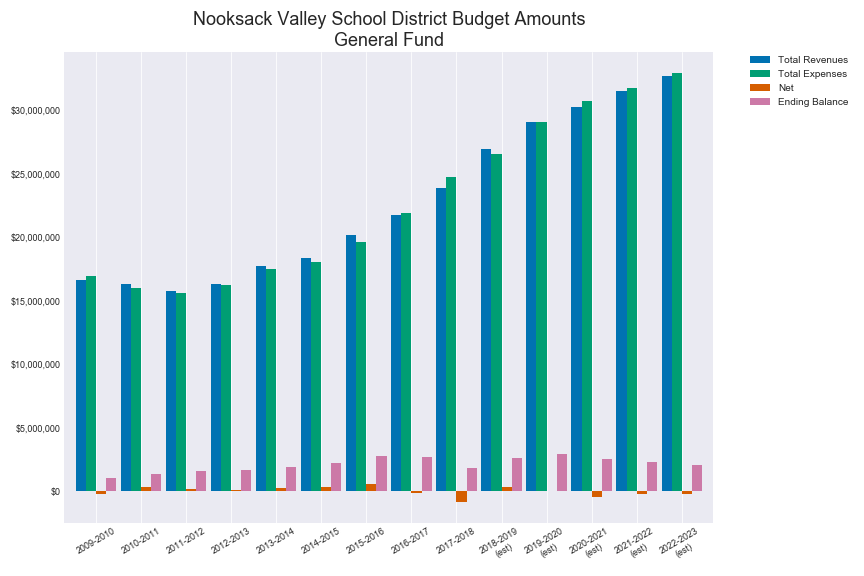 Nooksack Valley School District Budget Amounts
General Fund
Total Revenues
Total Expenses
Net
Ending Balance
$30,000,000
$25,000,000
$20,000,000
$15,000,000
$10,000,000
$5,000,000
$0
2009-2010
2010-2011
2011-2012
2012-2013
2013-2014
2014-2015
2015-2016
2016-2017
2017-2018
2018-2019
(est)
2019-2020
(est)
2020-2021
(est)
2021-2022
(est)
2022-2023
(est)